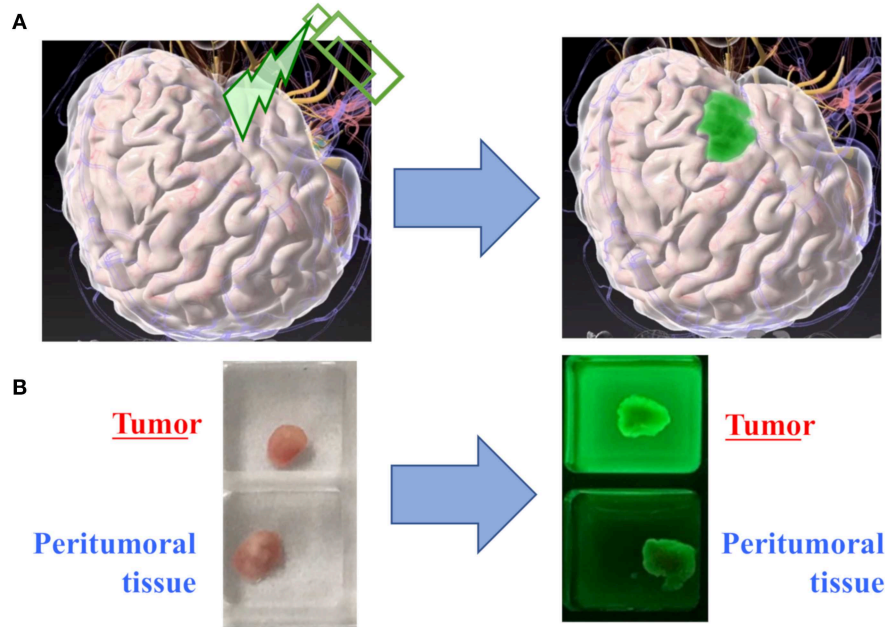 A
B
Tumor
Tumor
Peritumoral
tissue
Peritumoral
tissue